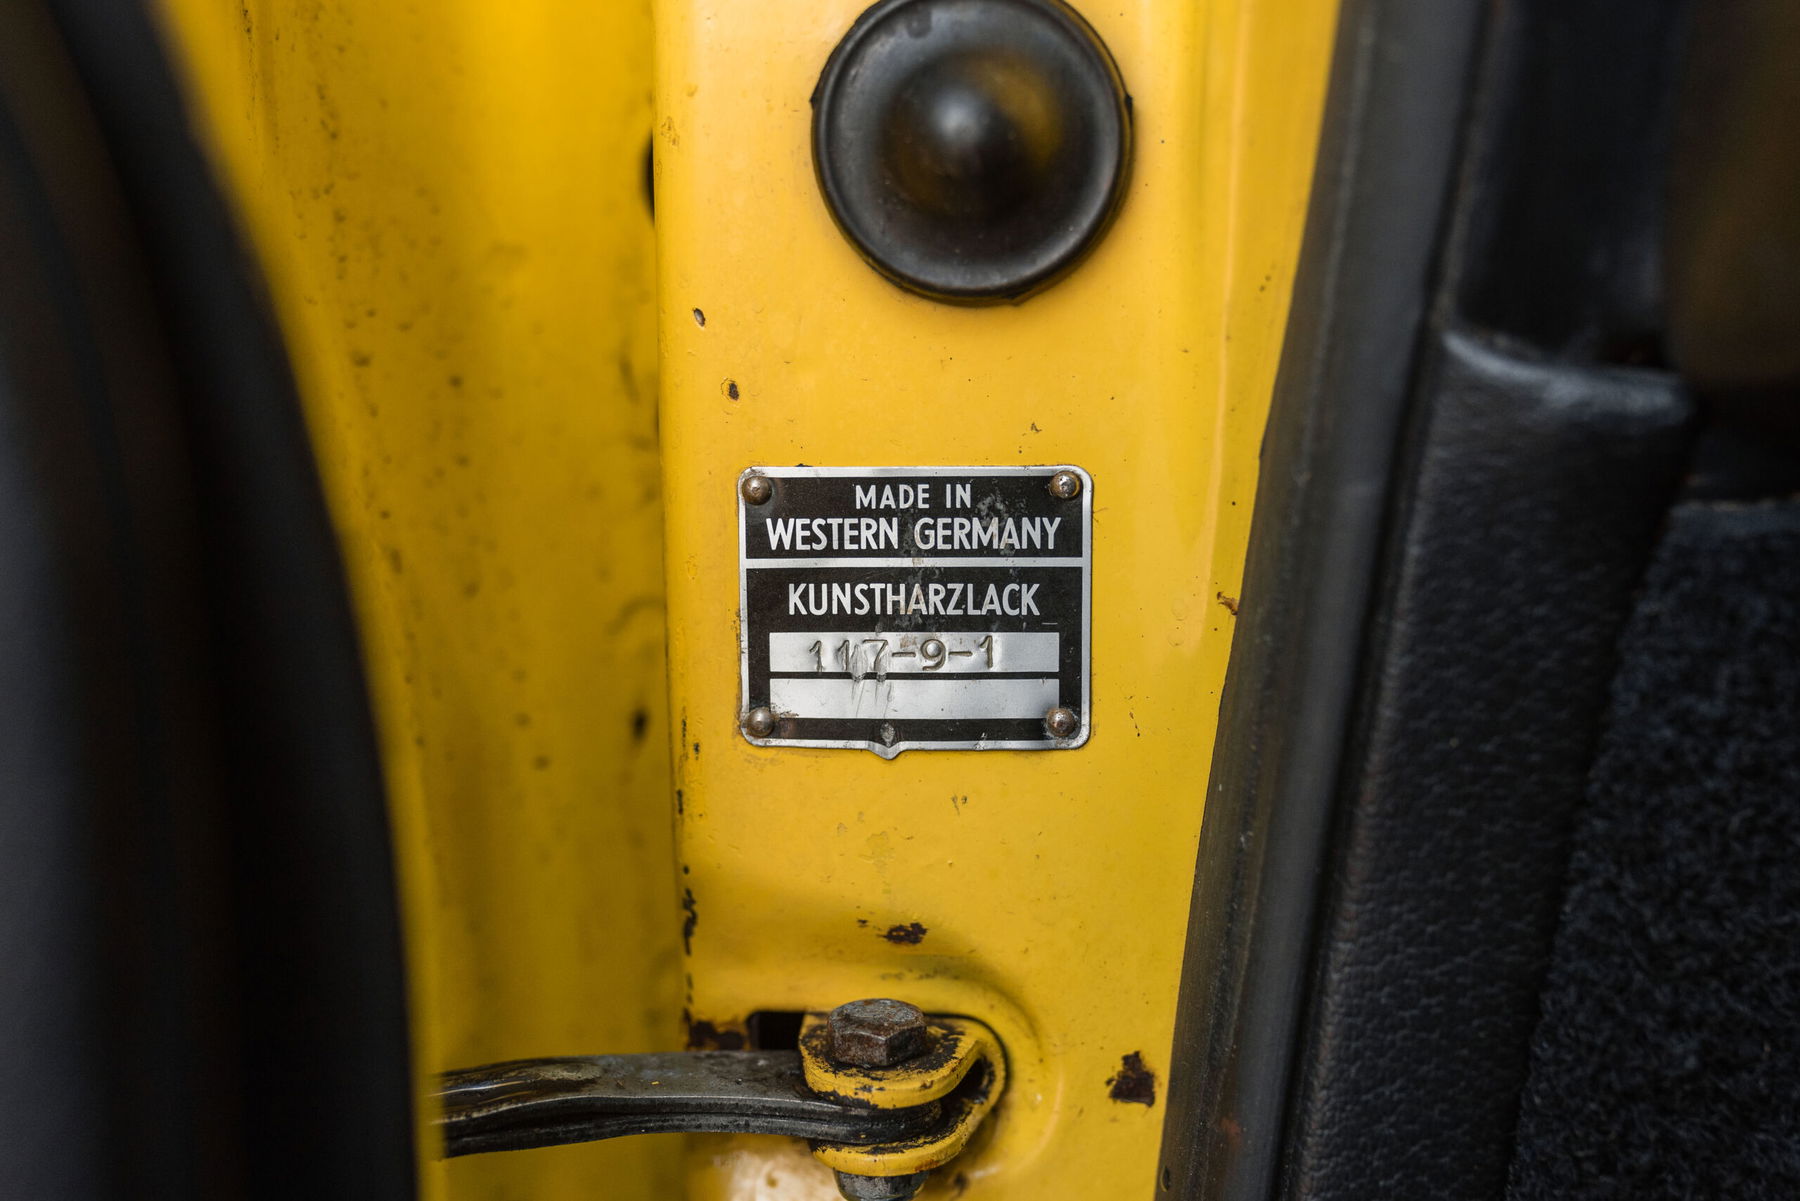 MADE IN
WESTERN GERMANY
KUNSTHARZLACK
117-9-1